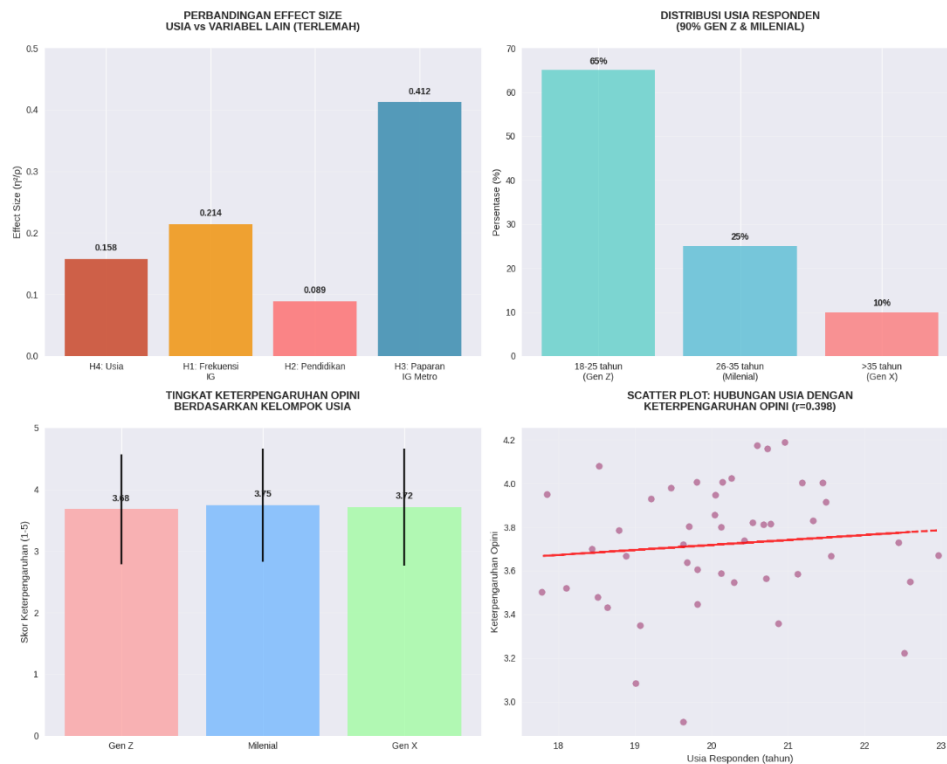 PERBANDINGAN EFFECT SIZE
USIA vs VARIABEL LAIN (TERLEMAH)
Effect Size (η²/ρ)
0.5
0.4
0.3
0.2
0.1
0.0
0.158
0.214
0.089
0.412
H4: Usia
H1: Frekuensi
IG
H2: Pendidikan
H3: Paparan
IG Metro
DISTRIBUSI USIA RESPONDEN
(90% GEN Z & MILENIAL)
Persentase (%)
70
60
50
40
30
20
10
0
65%
25%
10%
18-25 tahun
(Gen Z)
26-35 tahun
(Milenial)
>35 tahun
(Gen X)
TINGKAT KETERPENGARUHAN OPINI
BERDASARKAN KELOMPOK USIA
Skor Keterpengaruhan (1-5)
5
4
3
2
1
0
3.68
3.75
3.72
Gen Z
Milenial
Gen X
SCATTER PLOT: HUBUNGAN USIA DENGAN
KETERPENGARUHAN OPINI (r=0.398)
Keterpengaruhan Opini
4.2
4.0
3.8
3.6
3.4
3.2
3.0
18
19
20
21
22
23
Usia Responden (tahun)